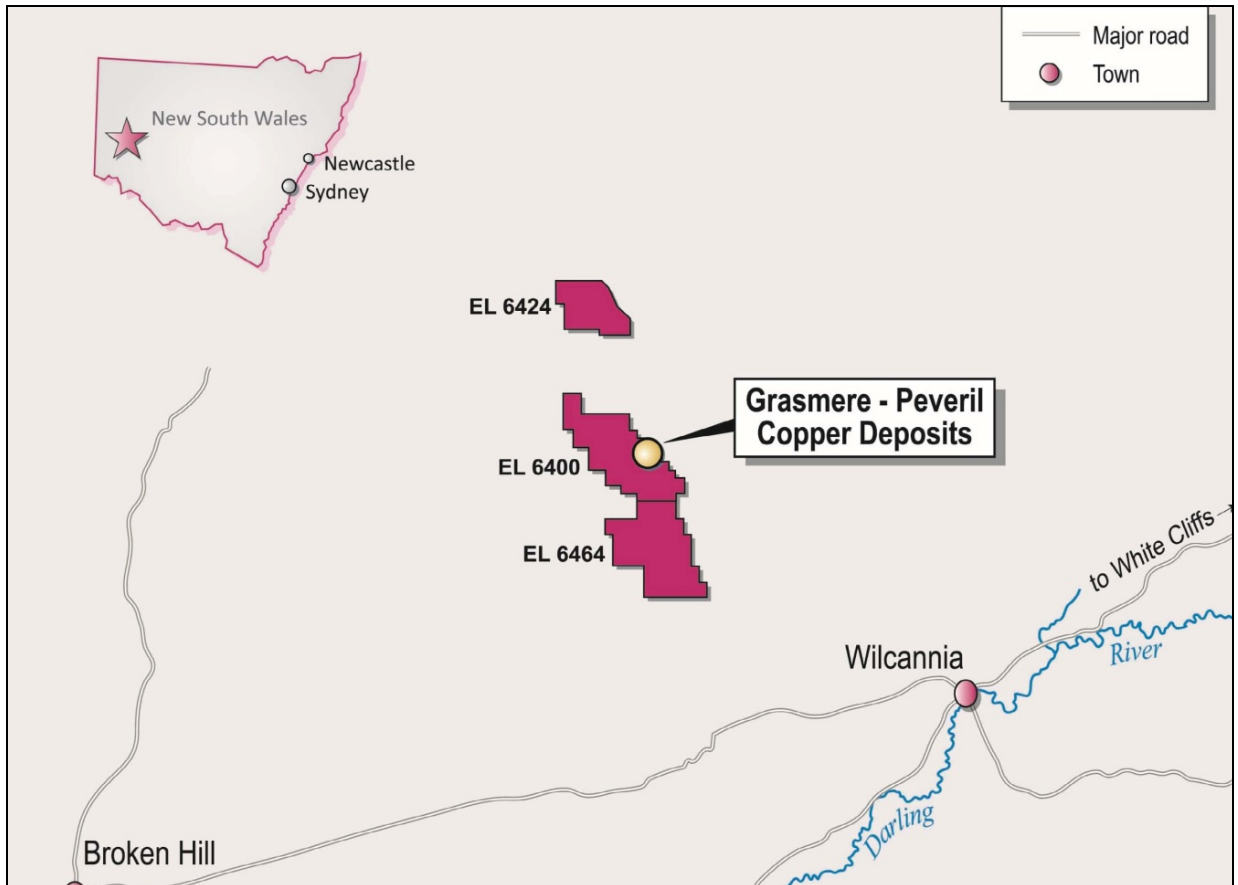 Major road
Town
New South Wales
Newcastle
Sydney
EL 6424
Grasmere - Peveril
Copper Deposits
EL 6400
EL 6464
to White Cliffs
River
Wilcannia
Darling
Broken Hill